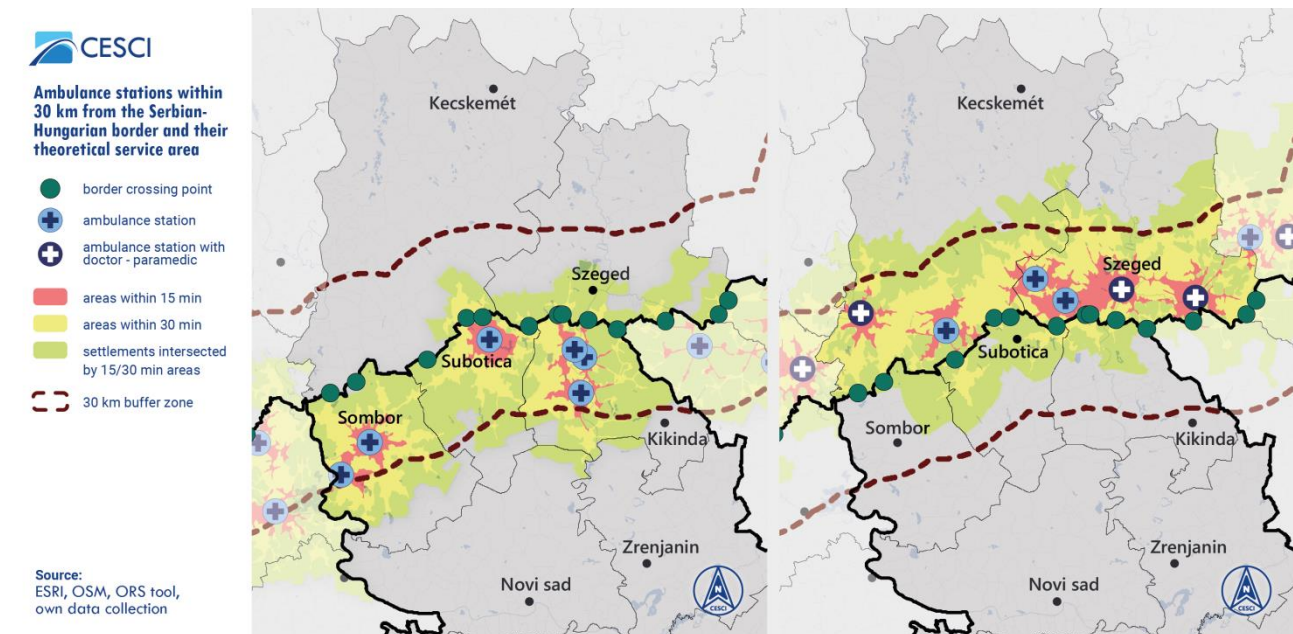 CESCI
Ambulance stations within
30 km from the Serbian-
Hungarian border and their
theoretical service area
border crossing point
ambulance station
ambulance station with
doctor - paramedic
areas within 15 min
areas within 30 min
settlements intersected
by 15/30 min areas
30 km buffer zone
Source:
ESRI, OSM, ORS tool,
own data collection
Kecskemét
Szeged
Subotica
Sombor
Kikinda
Zrenjanin
Novi sad
CESCI
Kecskemét
Szeged
Subotica
Sombor
Kikinda
Zrenjanin
Novi sad
CESCI